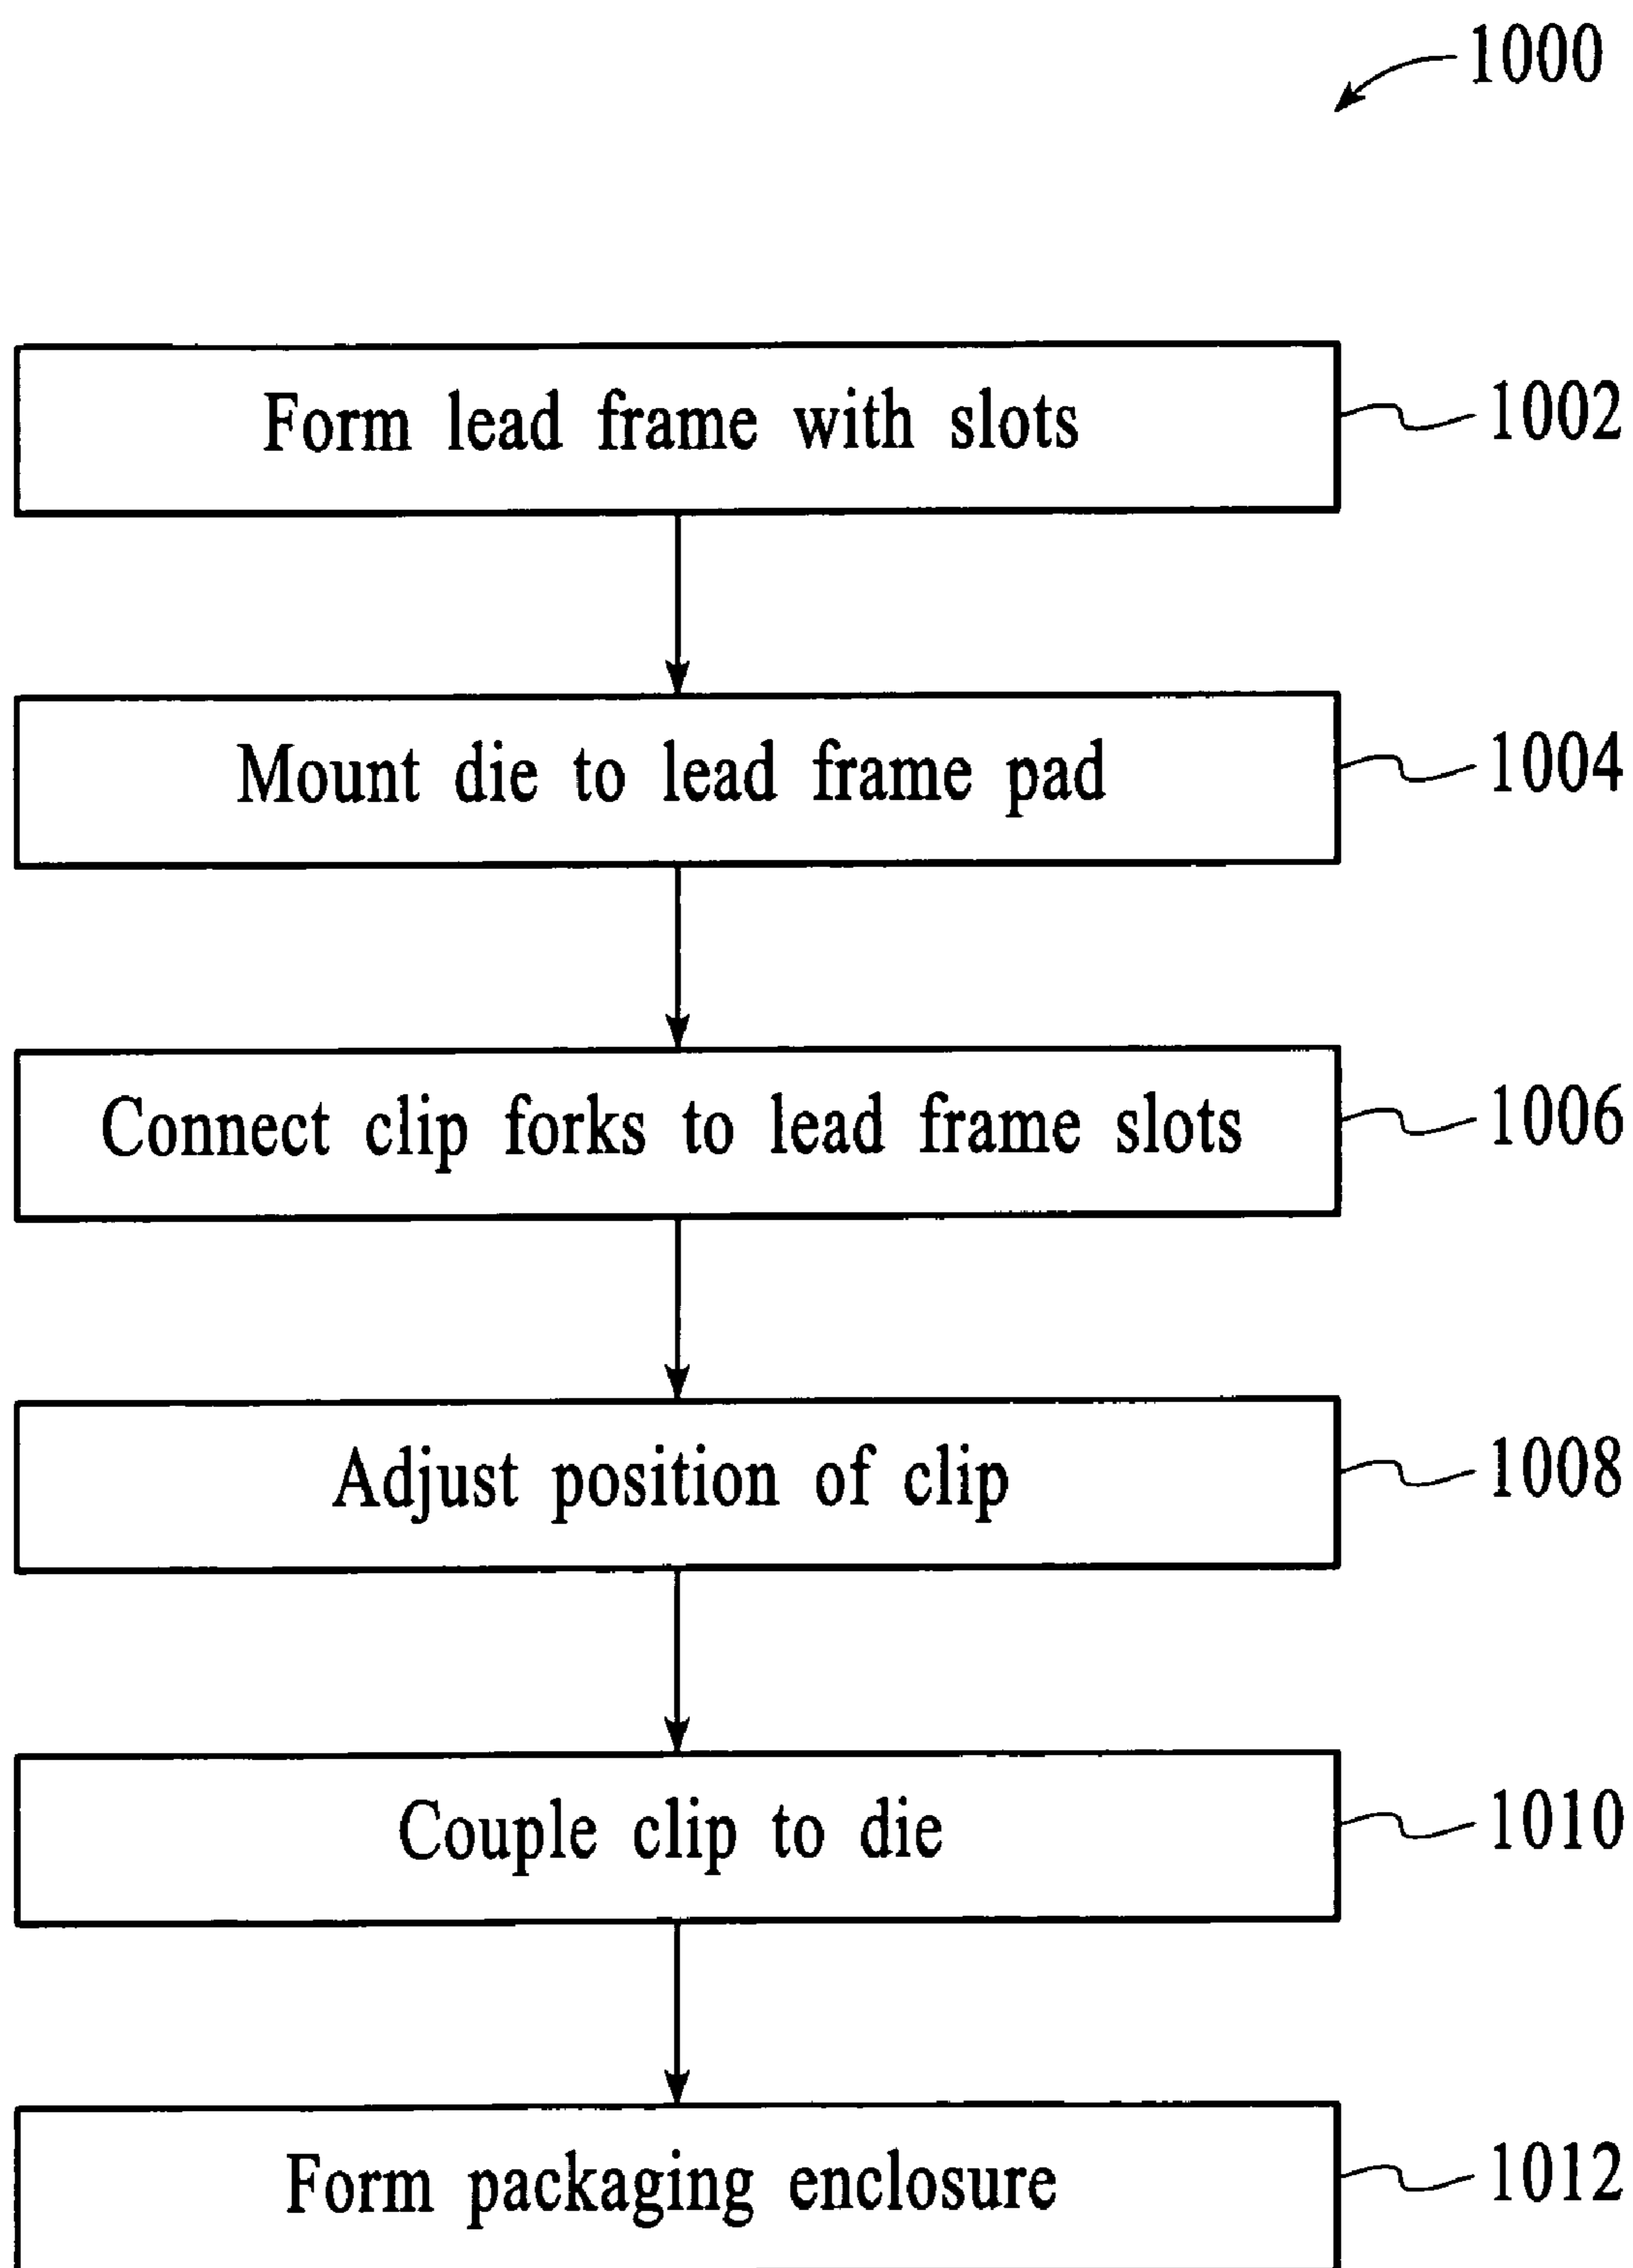 1000
Form lead frame with slots
1002
Mount die to lead frame pad
1004
Connect clip forks to lead frame slots
1006
Adjust position of clip
1008
Couple clip to die
1010
Form packaging enclosure
1012